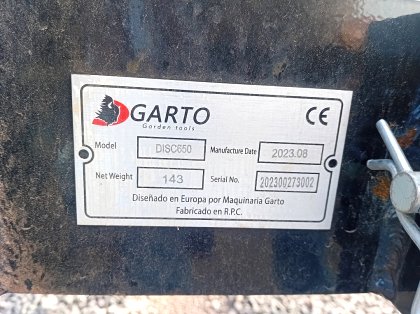 GARTO
Garden tools
CE
Model DISC650 Manufacture Date 2023.08
Net Weight 143 Serial No. 202300273002
Diseñado en Europa por Maquinaria Garto
Fabricado en R.P.C.